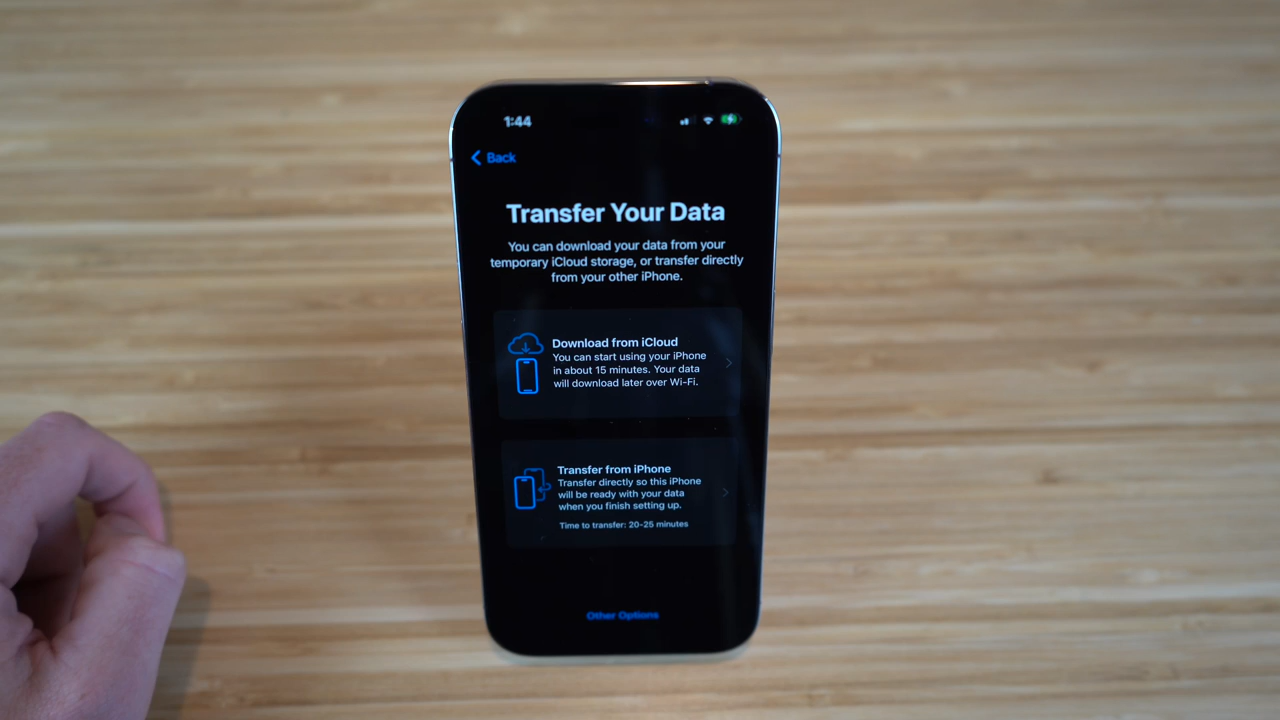 1:44
Back
Transfer Your Data
You can download your data from your
temporary iCloud storage, or transfer directly
from your other iPhone.
Download from iCloud
You can start using your iPhone
in about 15 minutes. Your data
will download later over Wi-Fi.
Transfer from iPhone
Transfer directly so this iPhone
will be ready with your data
when you finish setting up.
Time to transfer: 20-25 minutes
Other Options